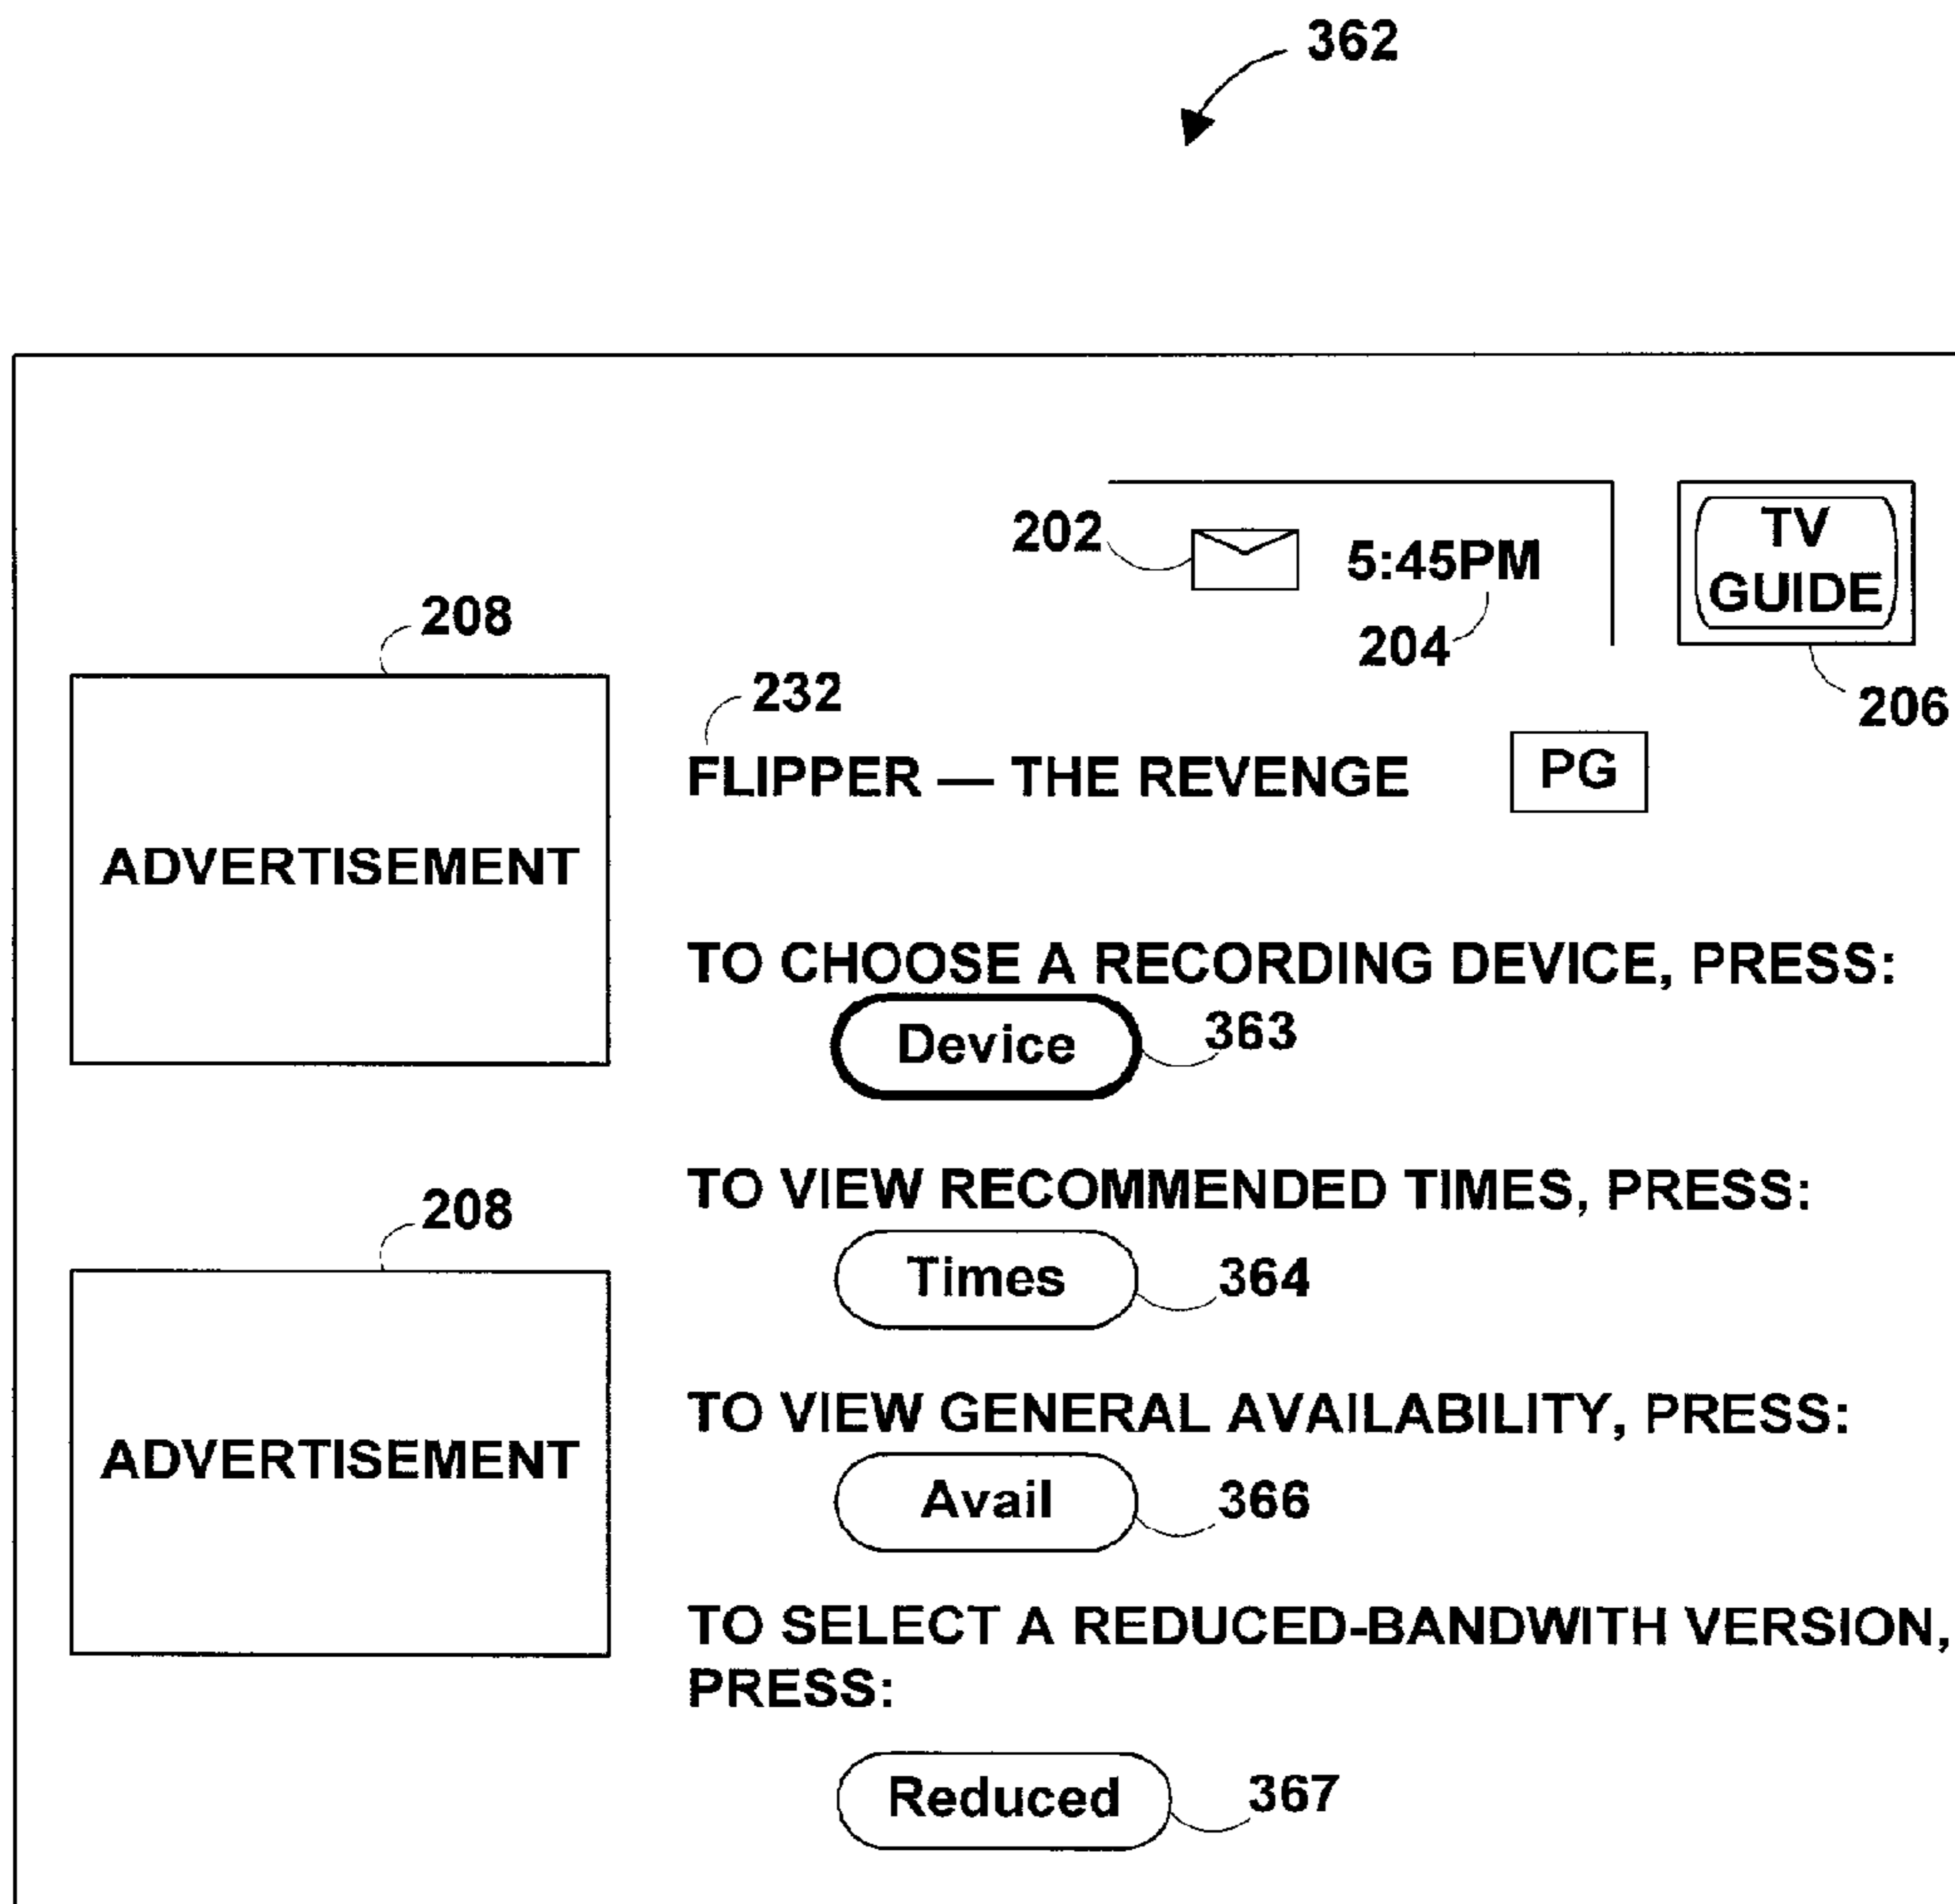 362
202
5:45PM
TV
GUIDE
204
206
208
232
FLIPPER — THE REVENGE
PG
ADVERTISEMENT
TO CHOOSE A RECORDING DEVICE, PRESS:
Device
363
TO VIEW RECOMMENDED TIMES, PRESS:
208
Times
364
TO VIEW GENERAL AVAILABILITY, PRESS:
ADVERTISEMENT
Avail
366
TO SELECT A REDUCED-BANDWITH VERSION,
PRESS:
Reduced
367